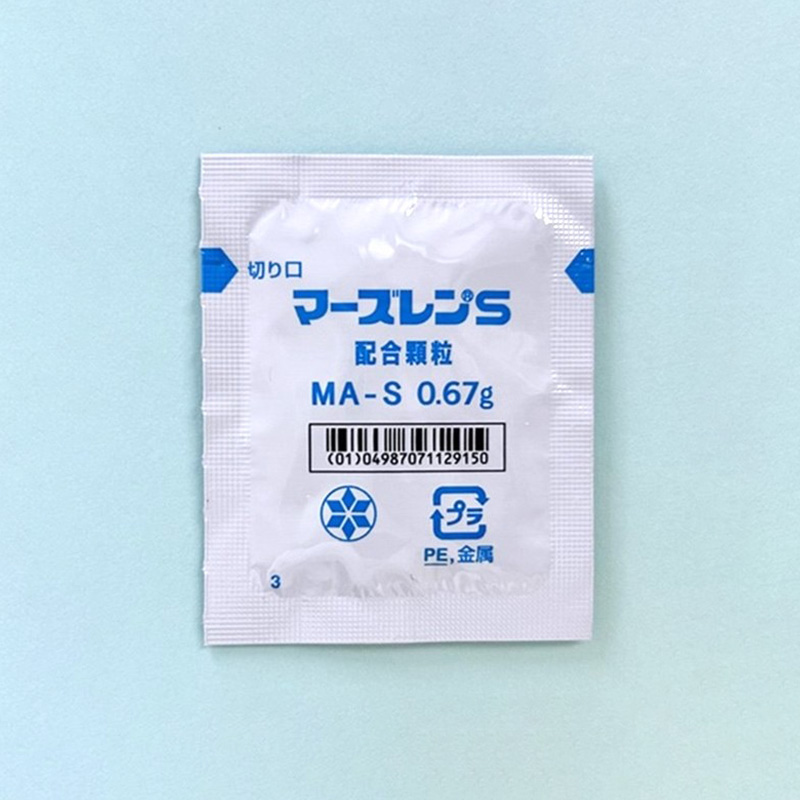 切り口
マーズレン®S
配合顆粒
MA-S 0.67g
(01)04987071129150
プラ
PE,金属
3